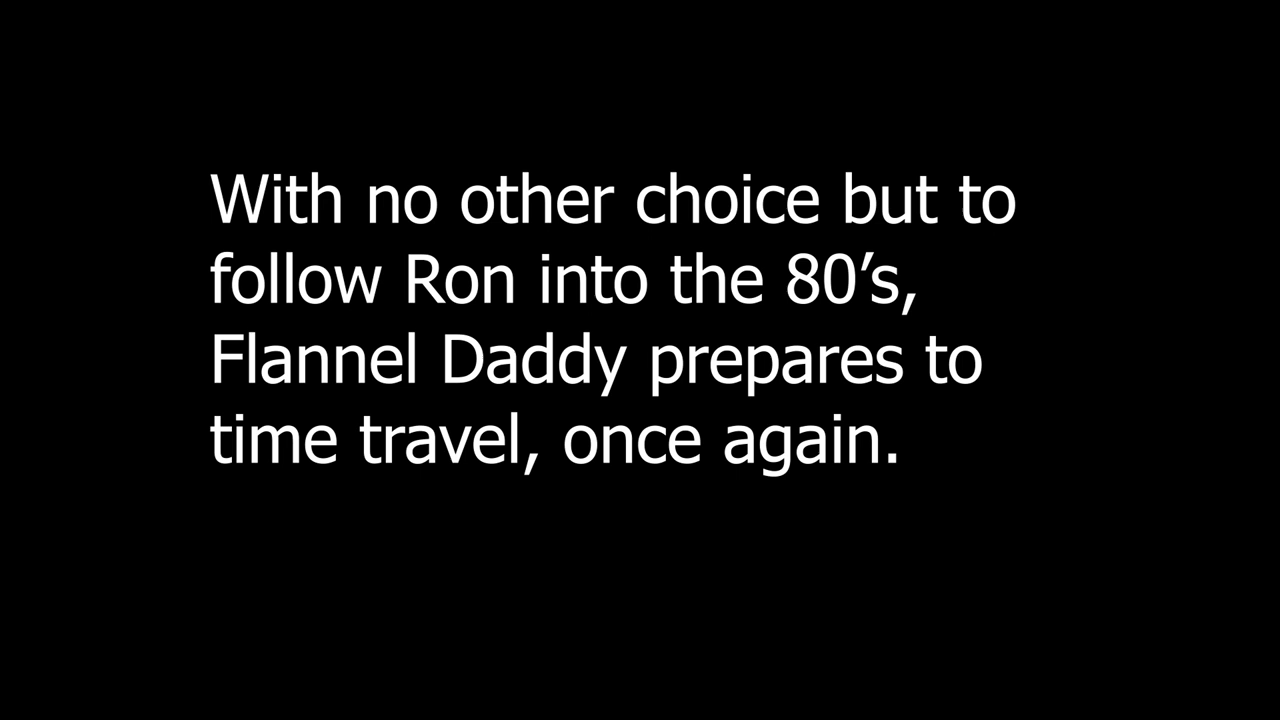 With no other choice but to
follow Ron into the 80’s,
Flannel Daddy prepares to
time travel, once again.